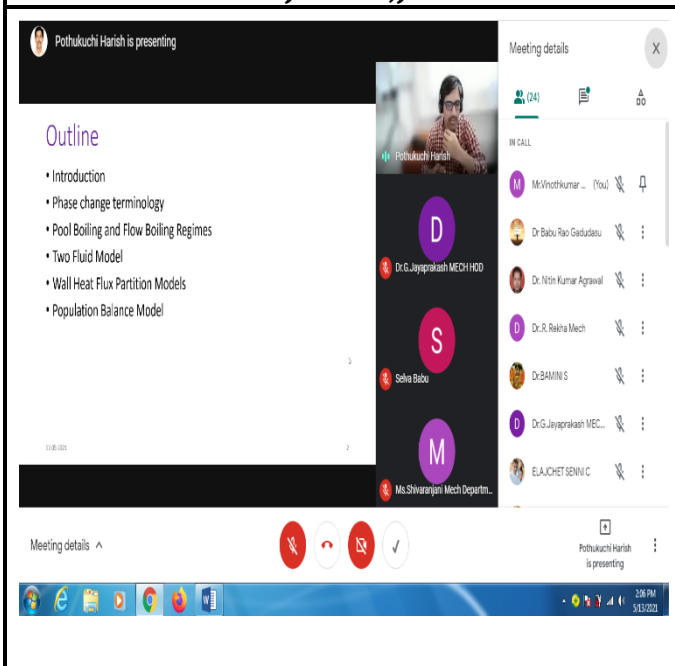 Pothukuchi Harish is presenting
Outline
• Introduction
• Phase change terminology
• Pool Boiling and Flow Boiling Regimes
• Two Fluid Model
• Wall Heat Flux Partition Models
• Population Balance Model
13-05-2021
2
Pothukuchi Harish
D
Dr.G.Jayaprakash MECH HOD
S
Selva Babu
M
Ms.Shivaranjani Mech Departm...
Meeting details
X
(24)
IN CALL
M
Mr.Vinothkumar ... (You)
Dr Babu Rao Gadudasu
Dr. Nitin Kumar Agrawal
D
Dr..R. Rekha Mech
Dr.BAMINI S
D
Dr.G.Jayaprakash MEC...
ELAJCHET SENNI C
Meeting details
Pothukuchi Harish
is presenting
2:06 PM
5/13/2021